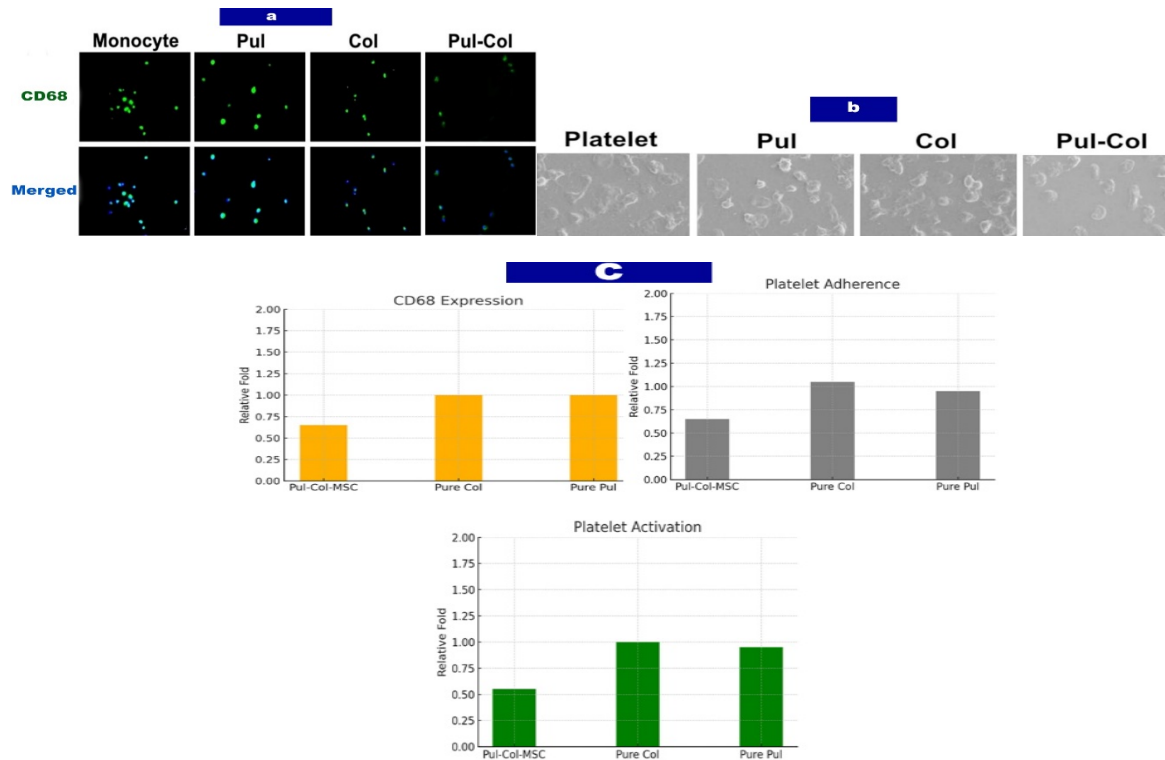 a
Monocyte Pul Col Pul-Col
CD68
Merged
b
Platelet Pul Col Pul-Col
C
CD68 Expression
Relative Fold
2.00
1.75
1.50
1.25
1.00
0.75
0.50
0.25
0.00
Pul-Col-MSC Pure Col Pure Pul
Platelet Adherence
Relative Fold
2.00
1.75
1.50
1.25
1.00
0.75
0.50
0.25
0.00
Pul-Col-MSC Pure Col Pure Pul
Platelet Activation
Relative Fold
2.00
1.75
1.50
1.25
1.00
0.75
0.50
0.25
0.00
Pul-Col-MSC Pure Col Pure Pul